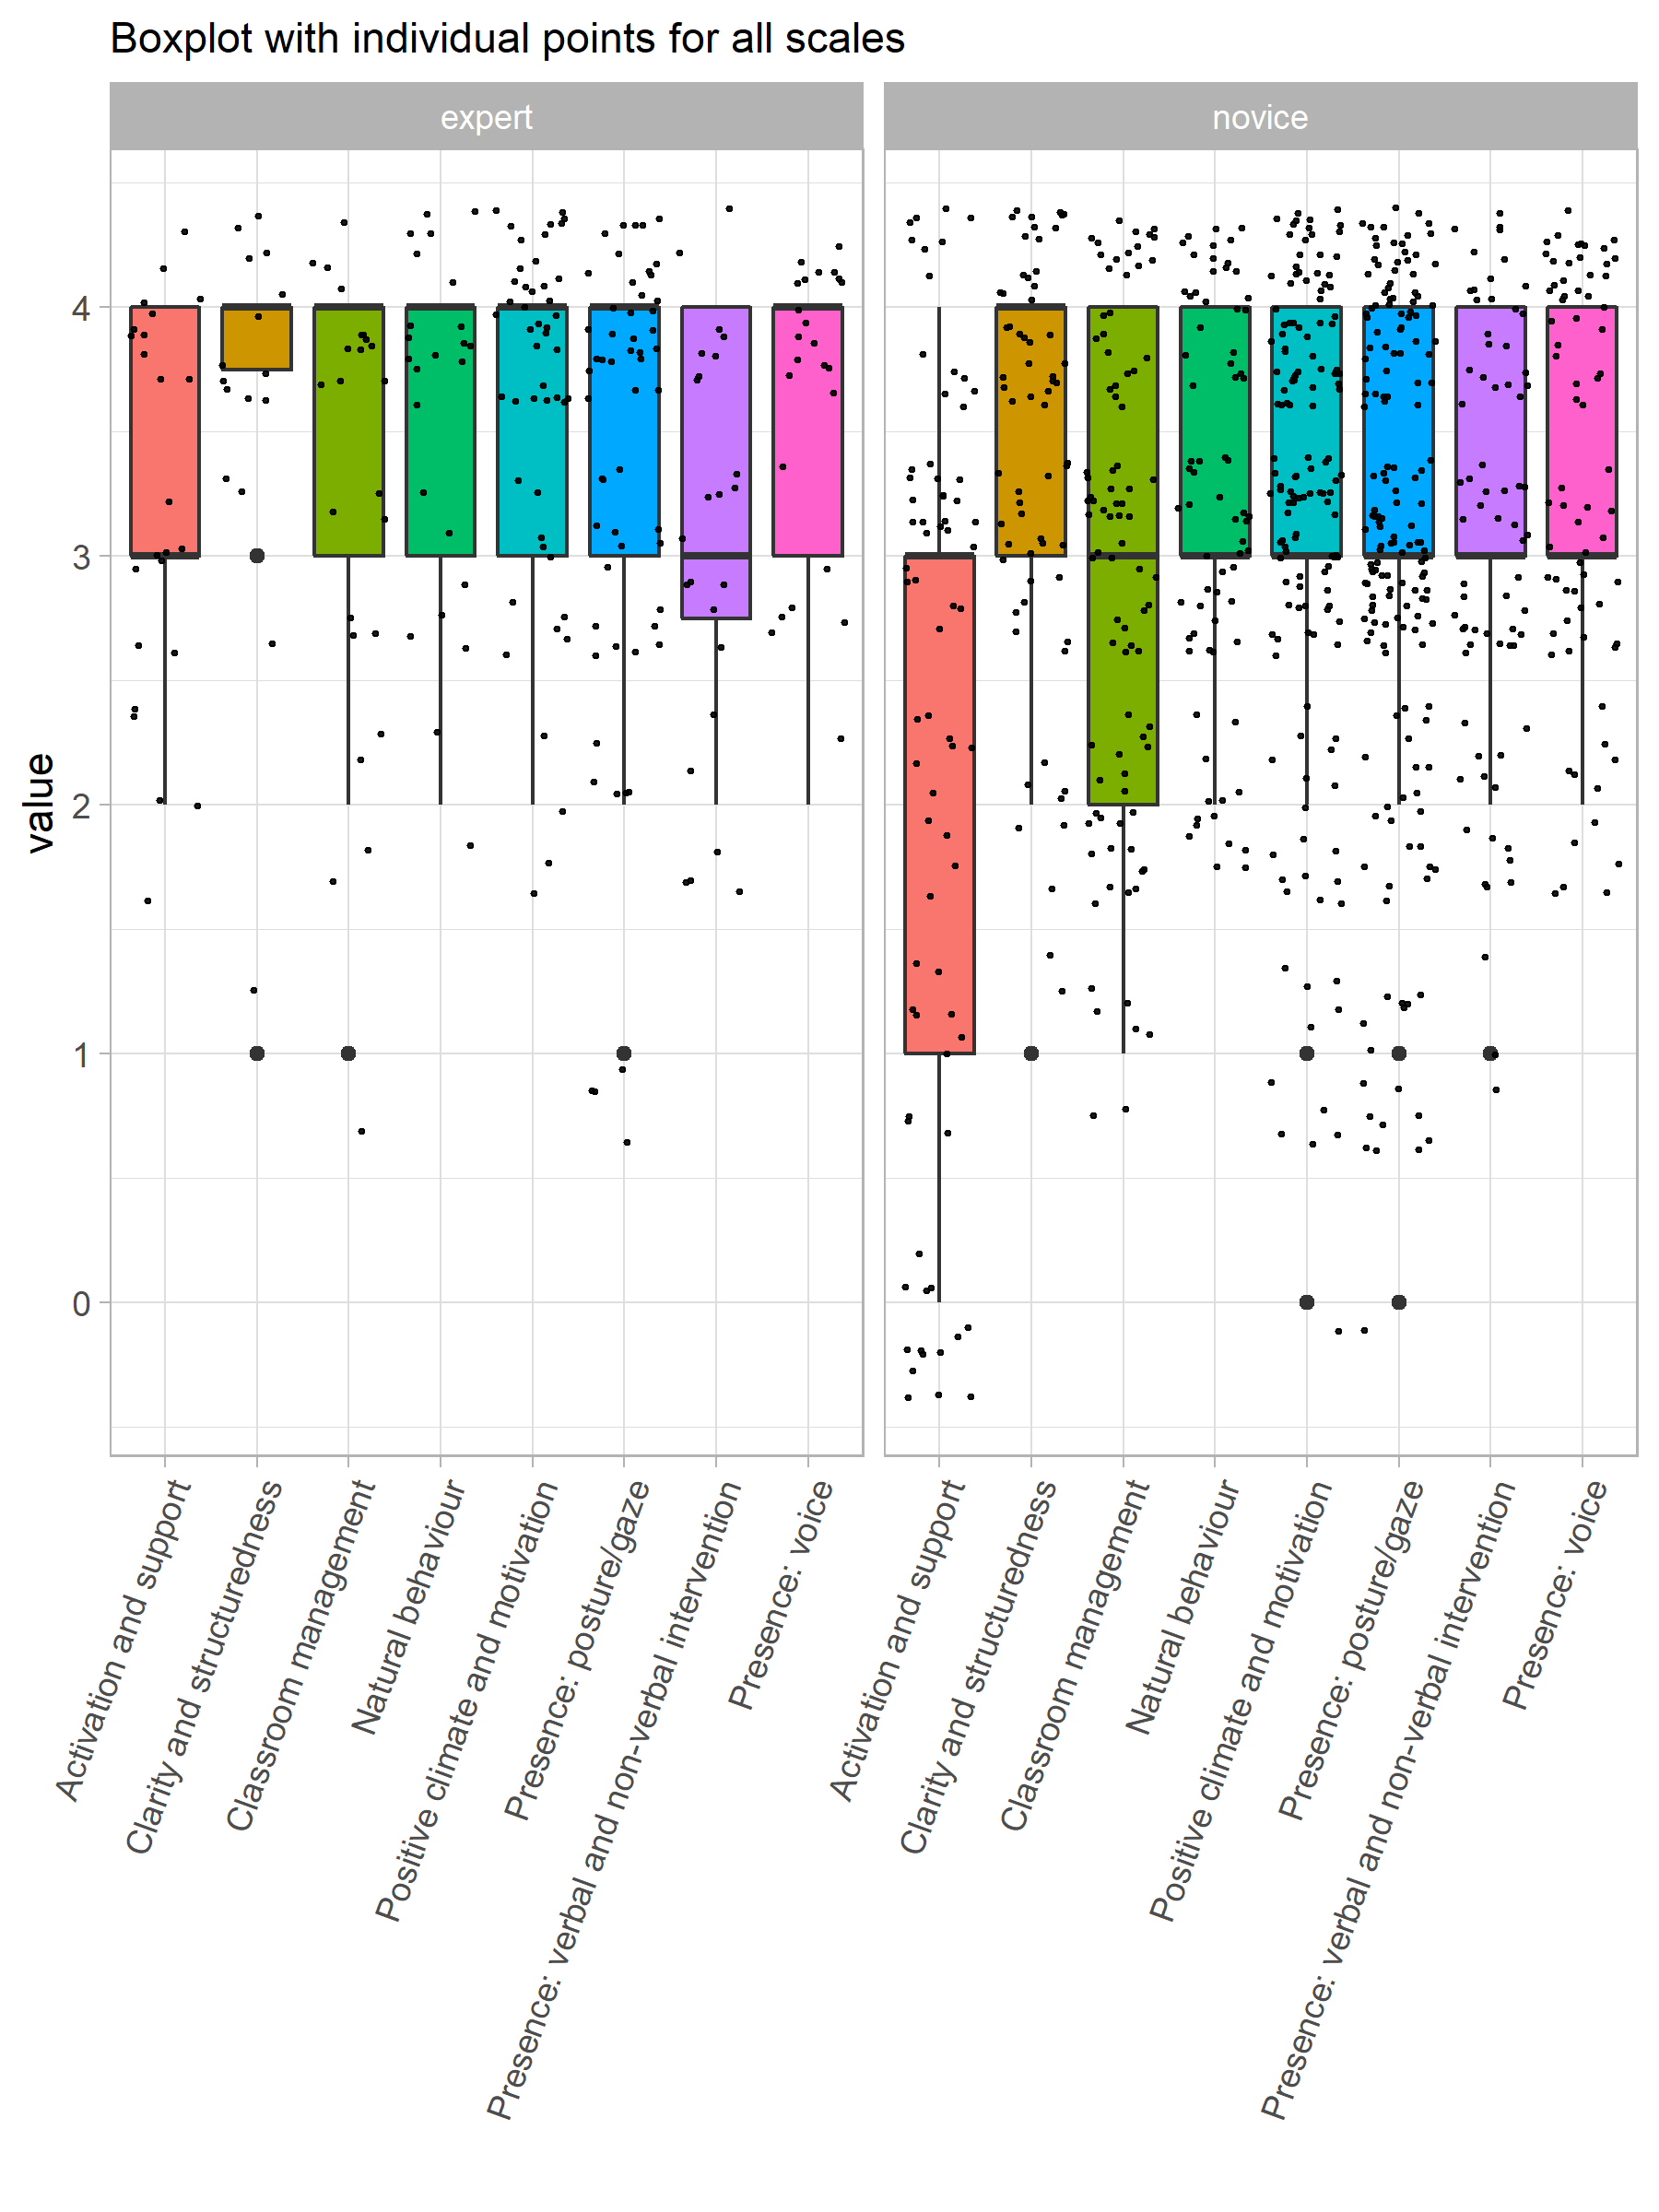 Boxplot with individual points for all scales
expert
novice
value
4
3
2
1
0
Activation and support
Clarity and structuredness
Classroom management
Natural behaviour
Positive climate and motivation
Presence: posture/gaze
Presence: verbal and non-verbal intervention
Presence: voice
Activation and support
Clarity and structuredness
Classroom management
Natural behaviour
Positive climate and motivation
Presence: posture/gaze
Presence: verbal and non-verbal intervention
Presence: voice